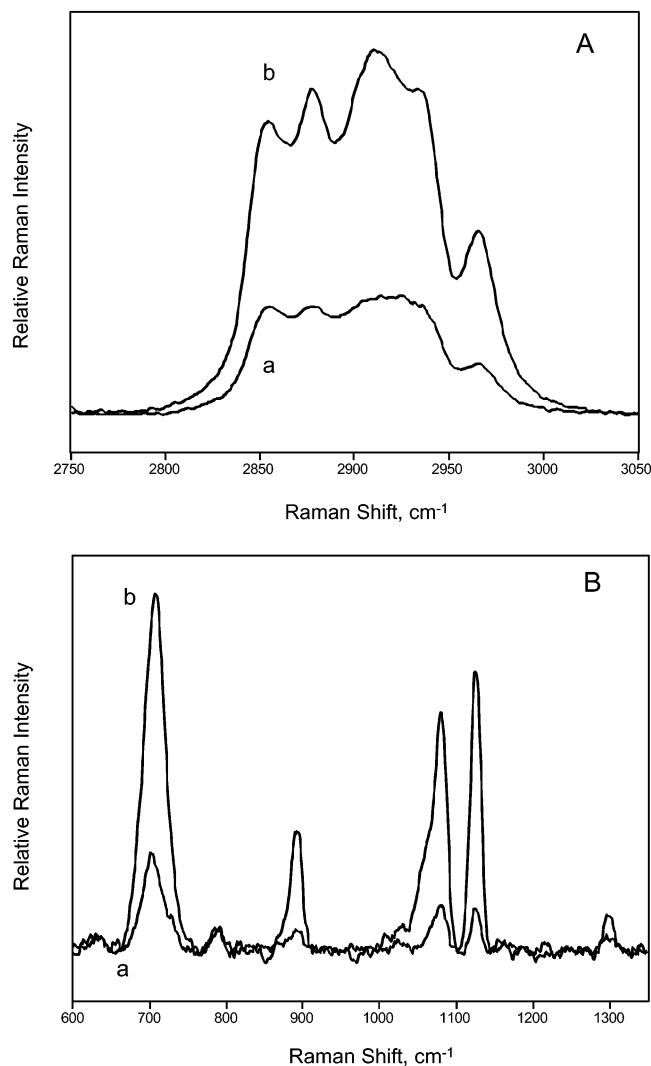 A
b
a
Relative Raman Intensity
2750 2800 2850 2900 2950 3000 3050
Raman Shift, cm-1
B
b
a
Relative Raman Intensity
600 700 800 900 1000 1100 1200 1300
Raman Shift, cm-1